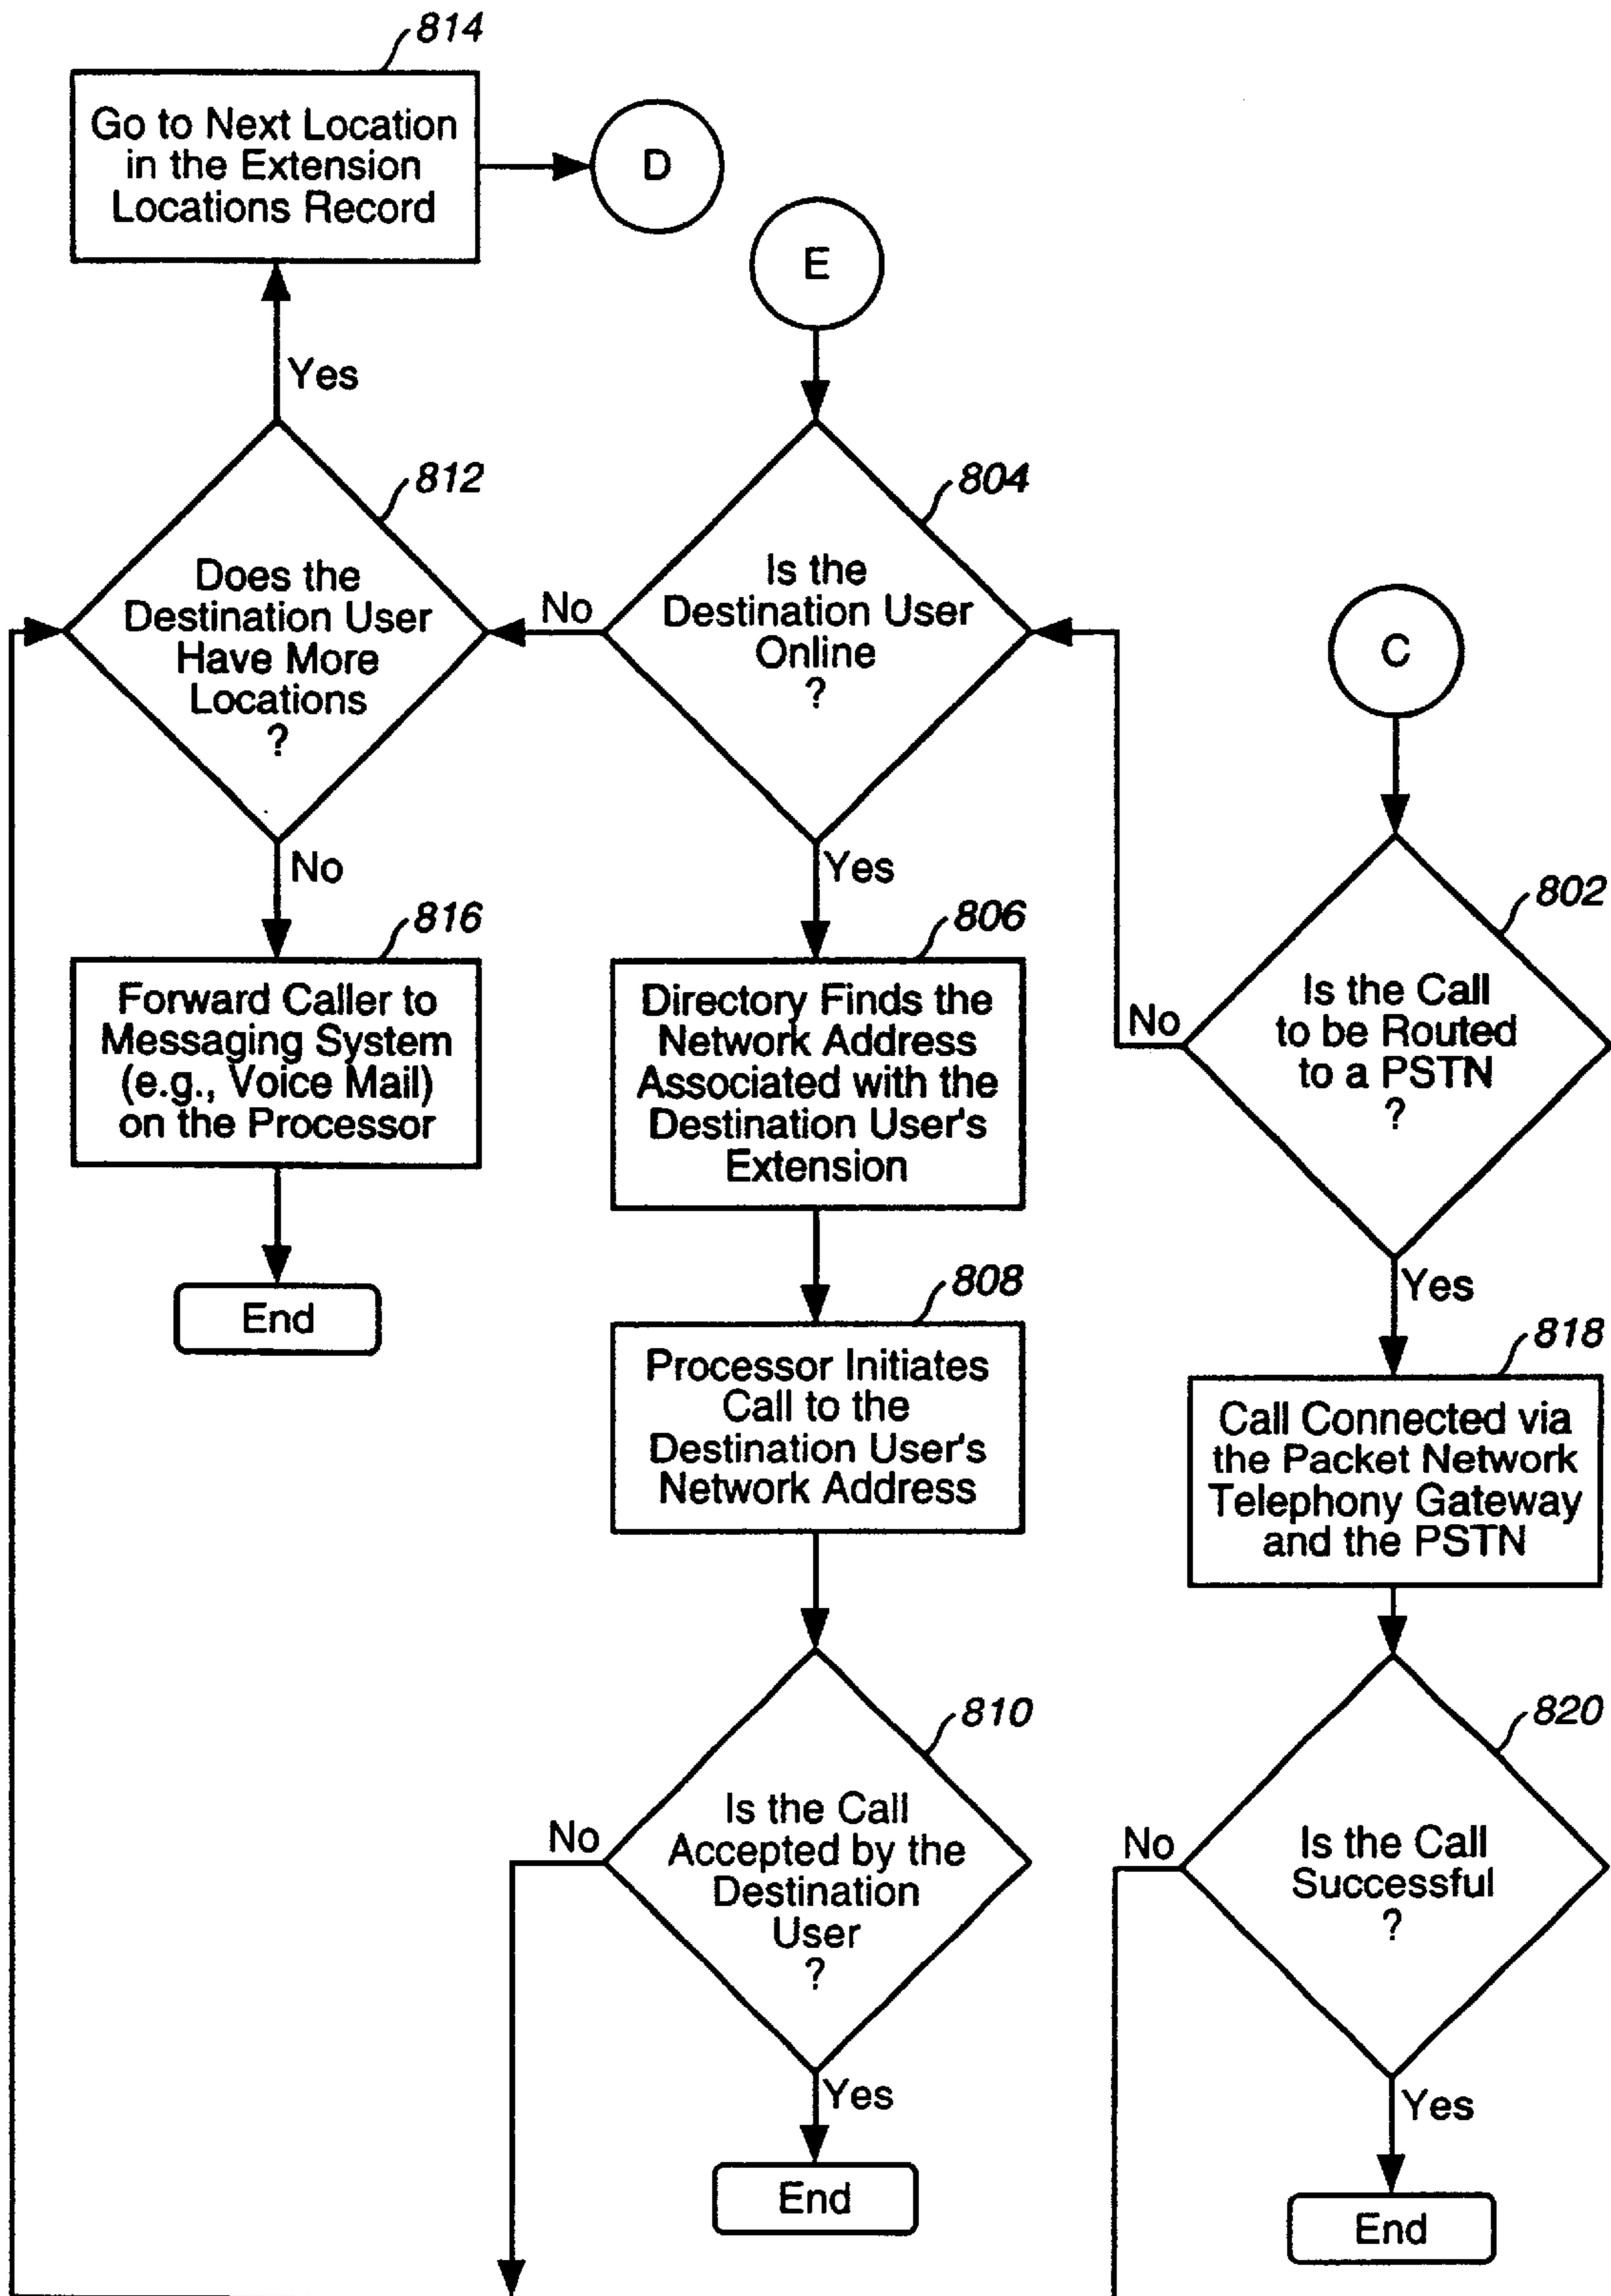 814
Go to Next Location
in the Extension
Locations Record
D
E
Yes
812
Does the
Destination User
Have More
Locations
?
No
804
Is the
Destination User
Online
?
C
No
816
Forward Caller to
Messaging System
(e.g., Voice Mail)
on the Processor
End
Yes
806
Directory Finds the
Network Address
Associated with the
Destination User's
Extension
808
Processor Initiates
Call to the
Destination User's
Network Address
810
Is the Call
Accepted by the
Destination
User
?
No
Yes
End
802
Is the Call
to be Routed
to a PSTN
?
No
Yes
818
Call Connected via
the Packet Network
Telephony Gateway
and the PSTN
820
Is the Call
Successful
?
No
Yes
End